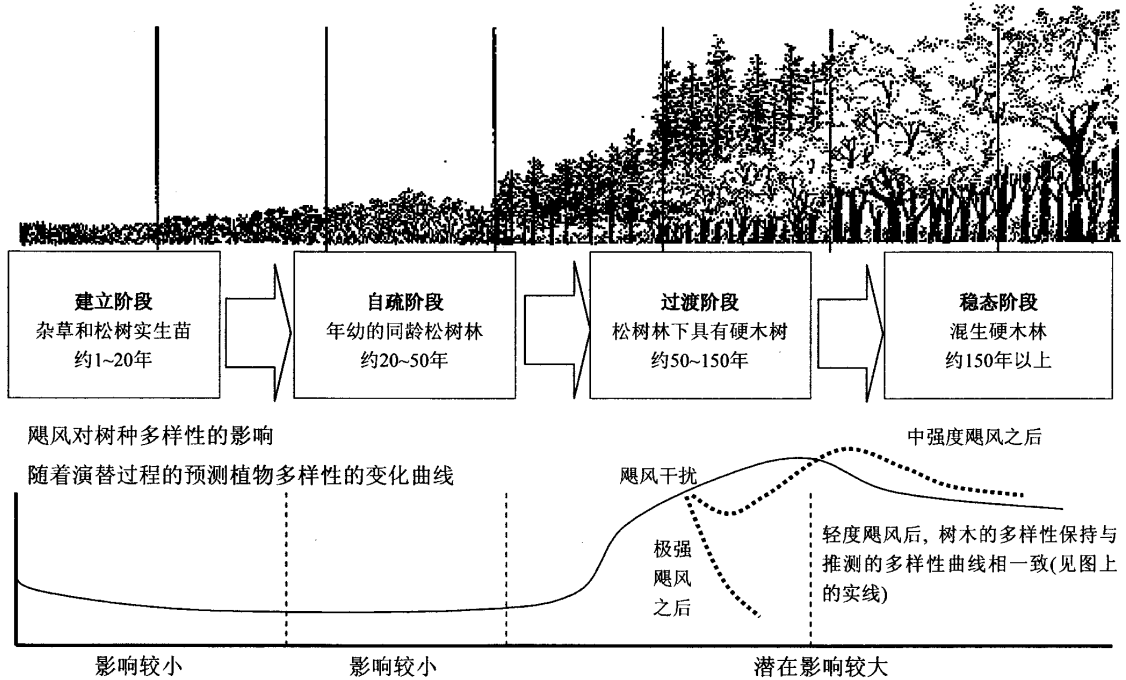 建立阶段
杂草和松树实生苗
约1~20年
自疏阶段
年幼的同龄松树林
约20~50年
过渡阶段
松树林下具有硬木树
约50~150年
稳态阶段
混生硬木林
约150年以上
飓风对树种多样性的影响
随着演替过程的预测植物多样性的变化曲线
飓风干扰
中强度飓风之后
极强
飓风
之后
轻度飓风后, 树木的多样性保持与
推测的多样性曲线相一致(见图上
的实线)
影响较小
影响较小
潜在影响较大